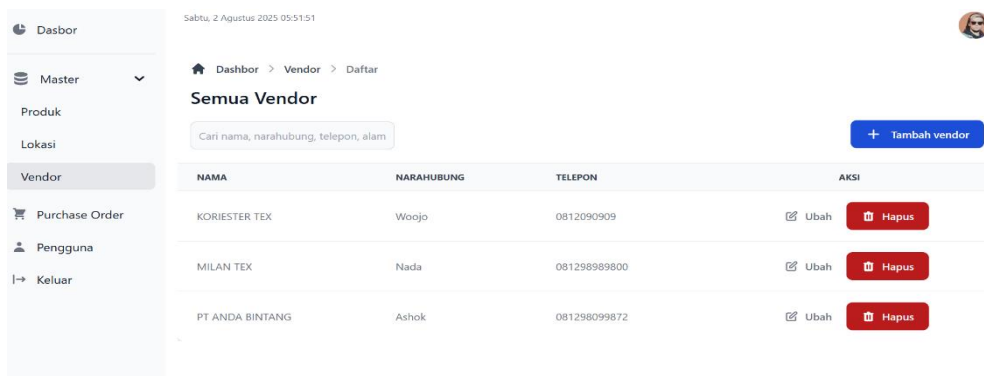 Sabtu, 2 Agustus 2025 05:51:51
Dasbor
Master
Produk
Lokasi
Vendor
Purchase Order
Pengguna
Keluar
Dashbor > Vendor > Daftar
Semua Vendor
Cari nama, narahubung, telepon, alam
+ Tambah vendor
NAMA NARAHUBUNG TELEPON AKSI
KORIESTER TEX Woojo 0812090909 Ubah Hapus
MILAN TEX Nada 081298989800 Ubah Hapus
PT ANDA BINTANG Ashok 081298099872 Ubah Hapus